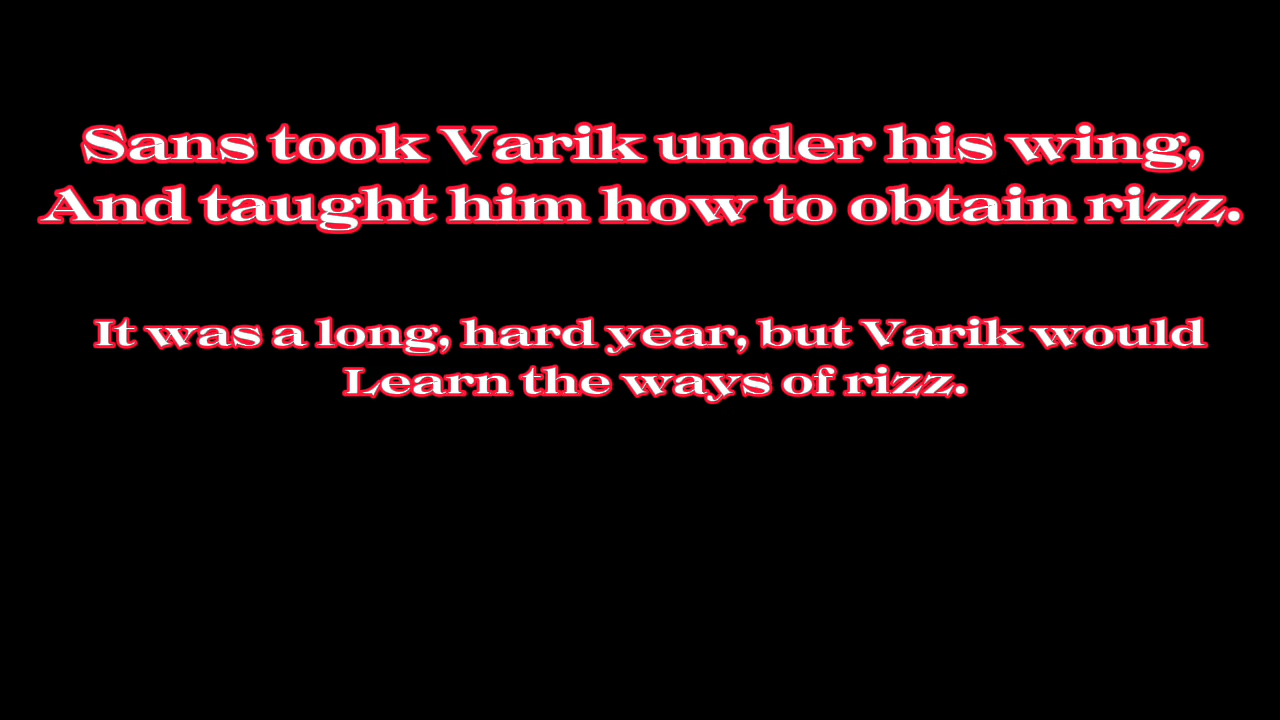 Sans took Varik under his wing,
And taught him how to obtain rizz.
It was a long, hard year, but Varik would
Learn the ways of rizz.